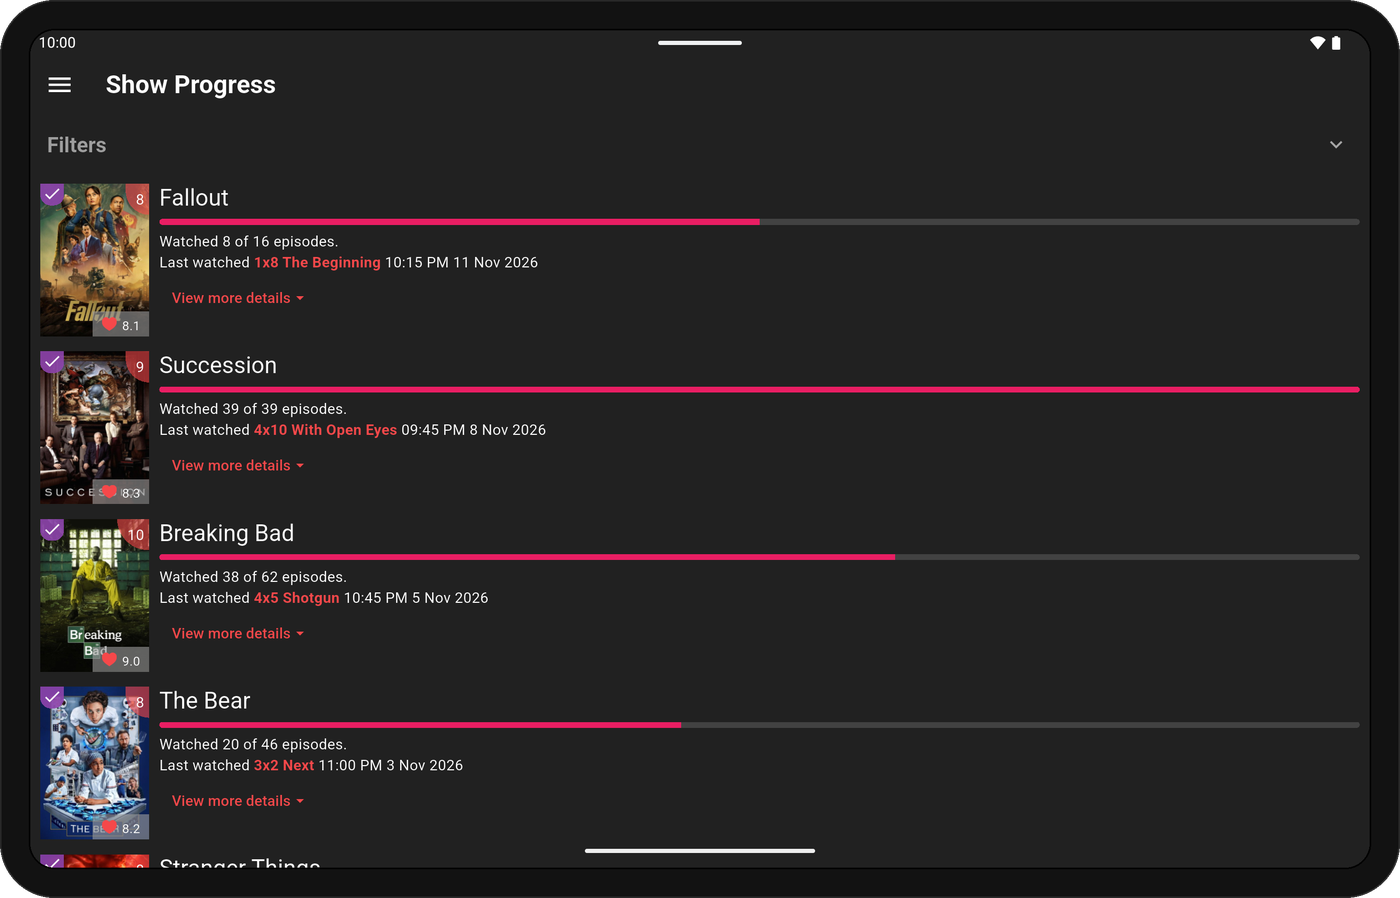 10:00
Show Progress
Filters
8
Fallout
Watched 8 of 16 episodes.
Last watched 1x8 The Beginning 10:15 PM 11 Nov 2026
View more details
Fallout
8.1
9
Succession
Watched 39 of 39 episodes.
Last watched 4x10 With Open Eyes 09:45 PM 8 Nov 2026
View more details
SUCCESSION
8.3
10
Breaking Bad
Watched 38 of 62 episodes.
Last watched 4x5 Shotgun 10:45 PM 5 Nov 2026
View more details
Breaking
Bad
9.0
8
The Bear
Watched 20 of 46 episodes.
Last watched 3x2 Next 11:00 PM 3 Nov 2026
View more details
THE BEAR
8.2
Stranger Things